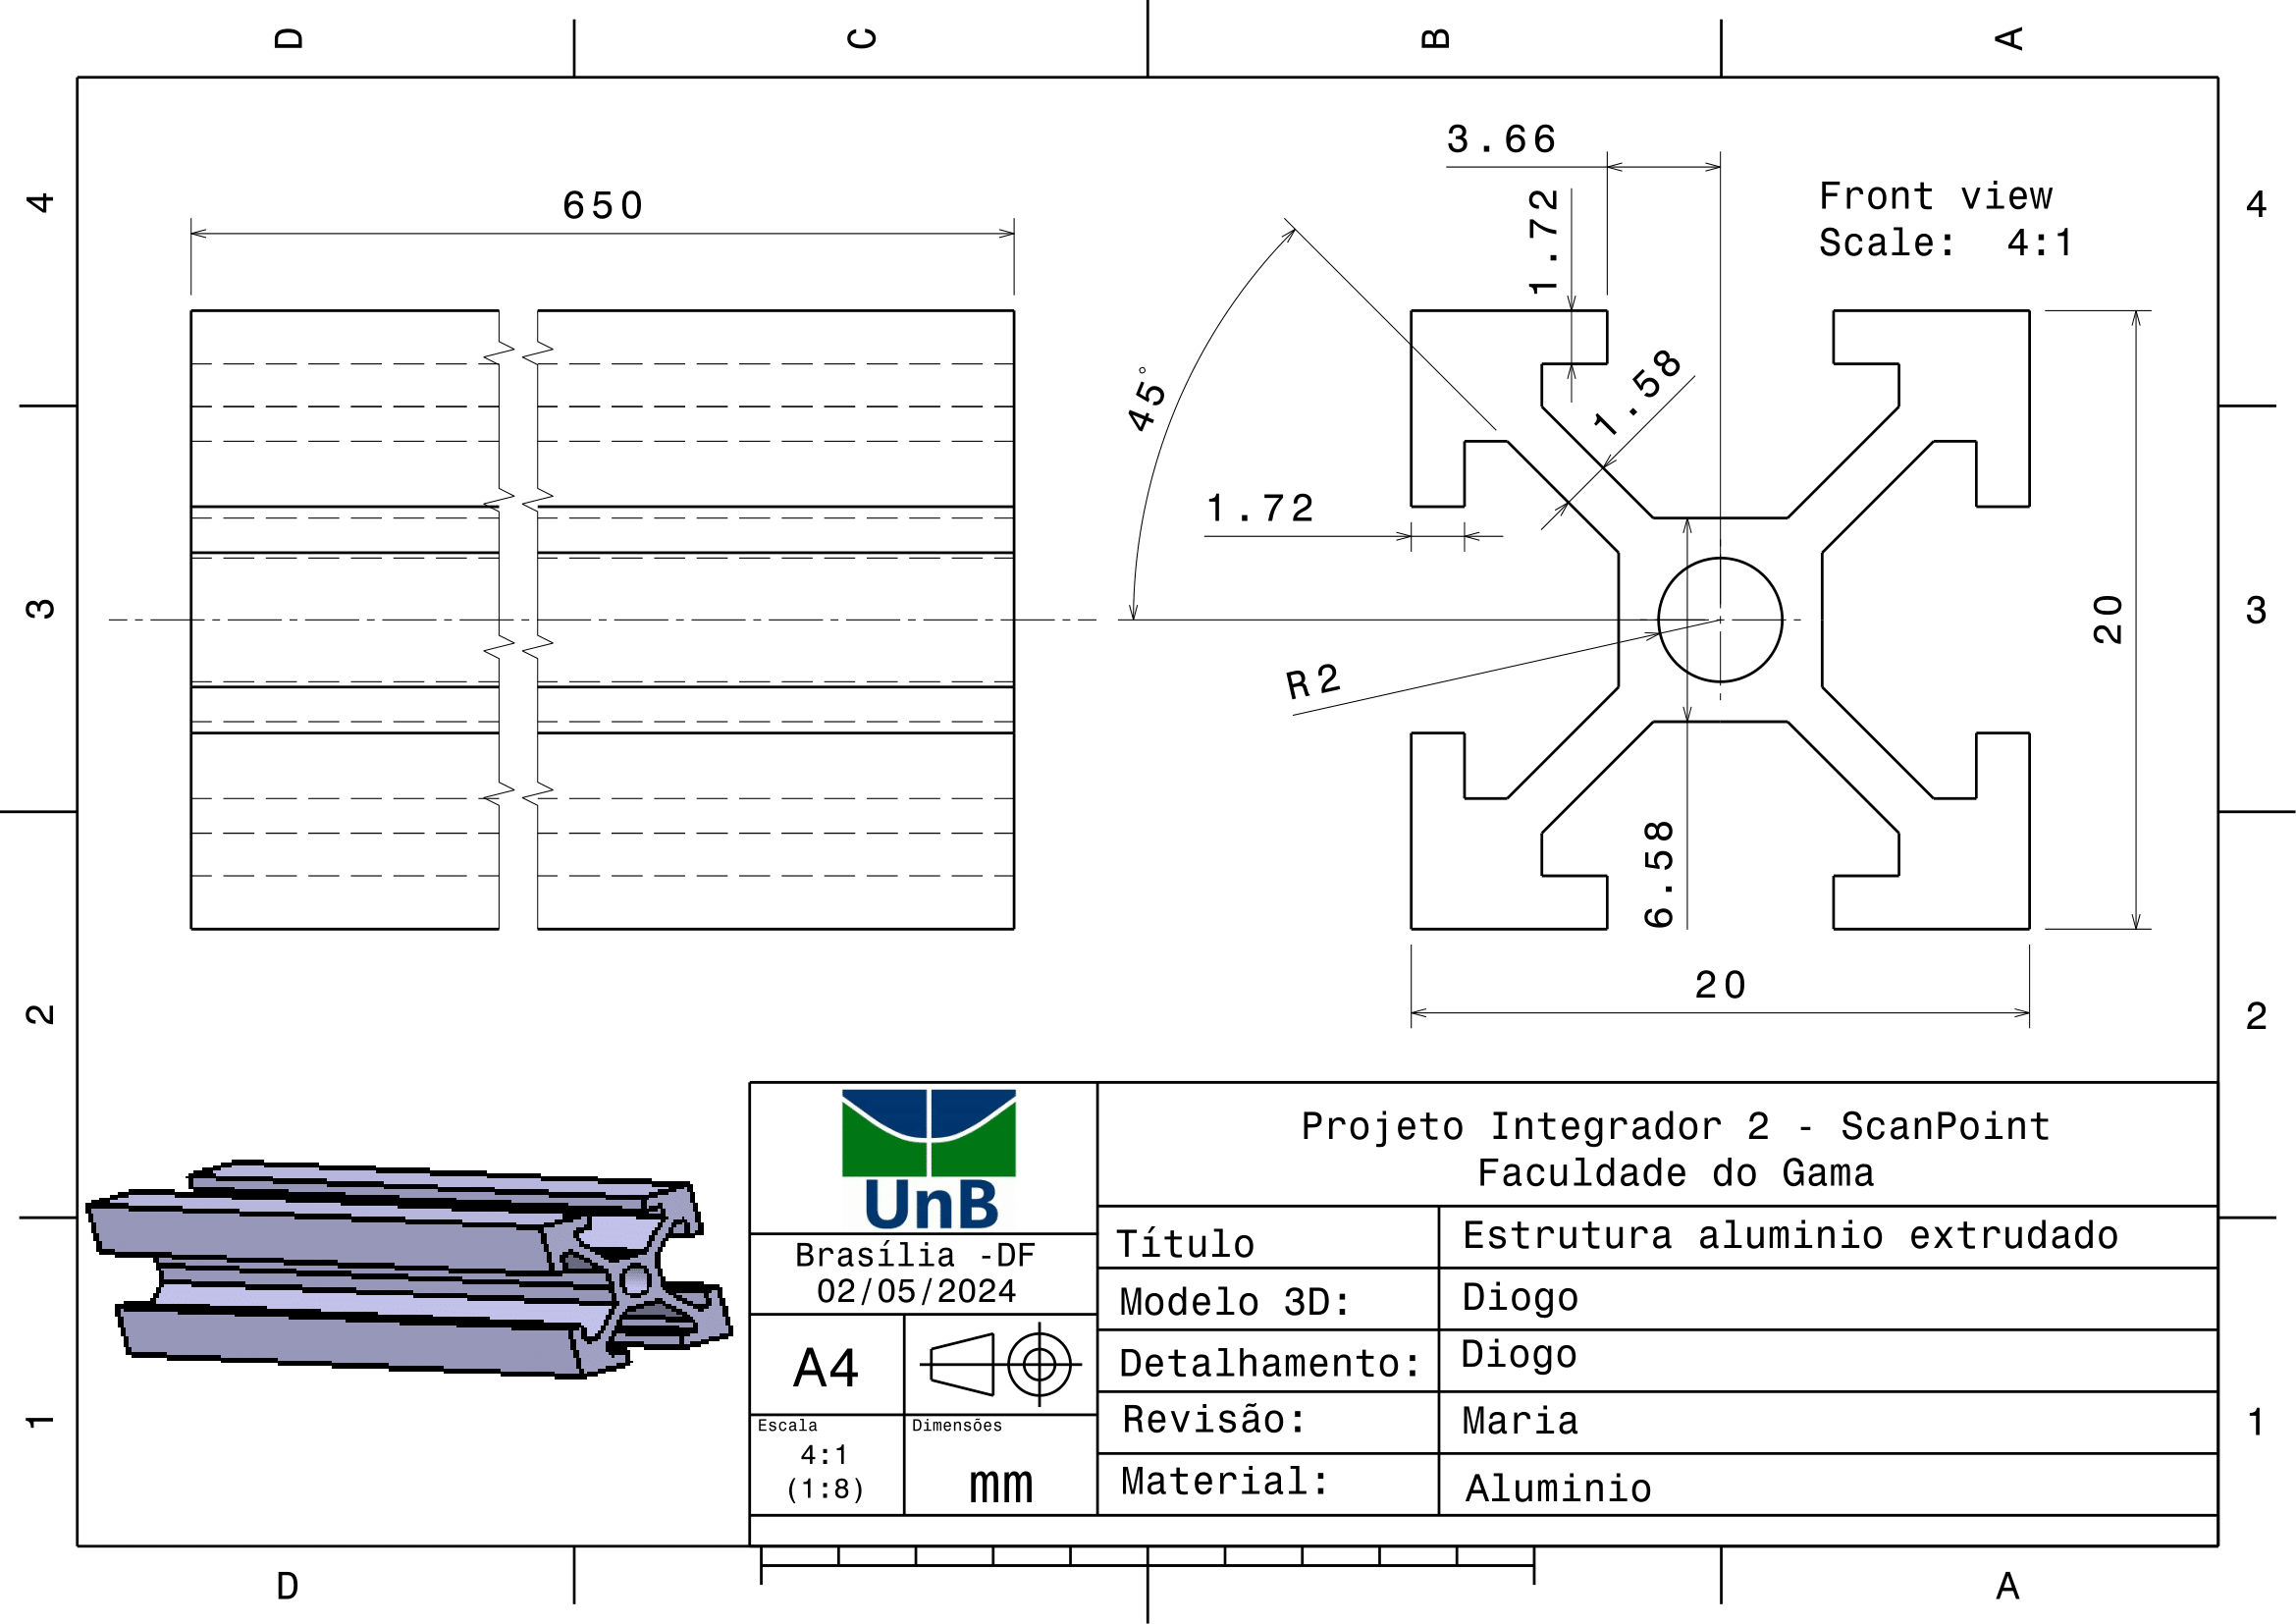 D
C
B
A
4
4
3
3
2
2
1
1
650
3.66
1.72
Front view
Scale: 4:1
45°
1.58
1.72
R2
20
6.58
20
UnB
Brasília -DF
02/05/2024
A4
Escala
4:1
(1:8)
Dimensões
mm
Projeto Integrador 2 - ScanPoint
Faculdade do Gama
Título
Estrutura aluminio extrudado
Modelo 3D:
Diogo
Detalhamento:
Diogo
Revisão:
Maria
Material:
Aluminio
D
A